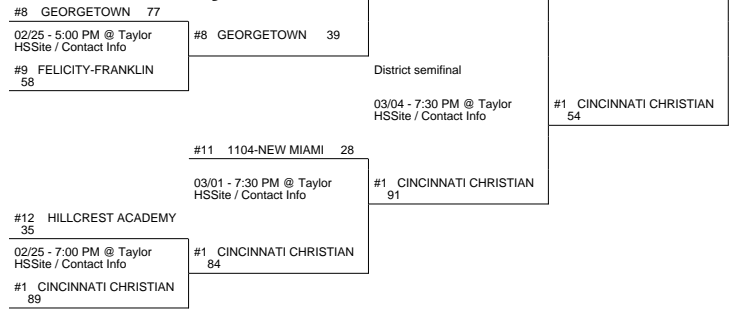 #8 GEORGETOWN 77
02/25 - 5:00 PM @ Taylor
HSSite / Contact Info
#9 FELICITY-FRANKLIN
58
#8 GEORGETOWN 39
District semifinal
03/04 - 7:30 PM @ Taylor
HSSite / Contact Info
#1 CINCINNATI CHRISTIAN
54
#11 1104-NEW MIAMI 28
03/01 - 7:30 PM @ Taylor
HSSite / Contact Info
#1 CINCINNATI CHRISTIAN
91
#12 HILLCREST ACADEMY
35
02/25 - 7:00 PM @ Taylor
HSSite / Contact Info
#1 CINCINNATI CHRISTIAN
84
#1 CINCINNATI CHRISTIAN
89